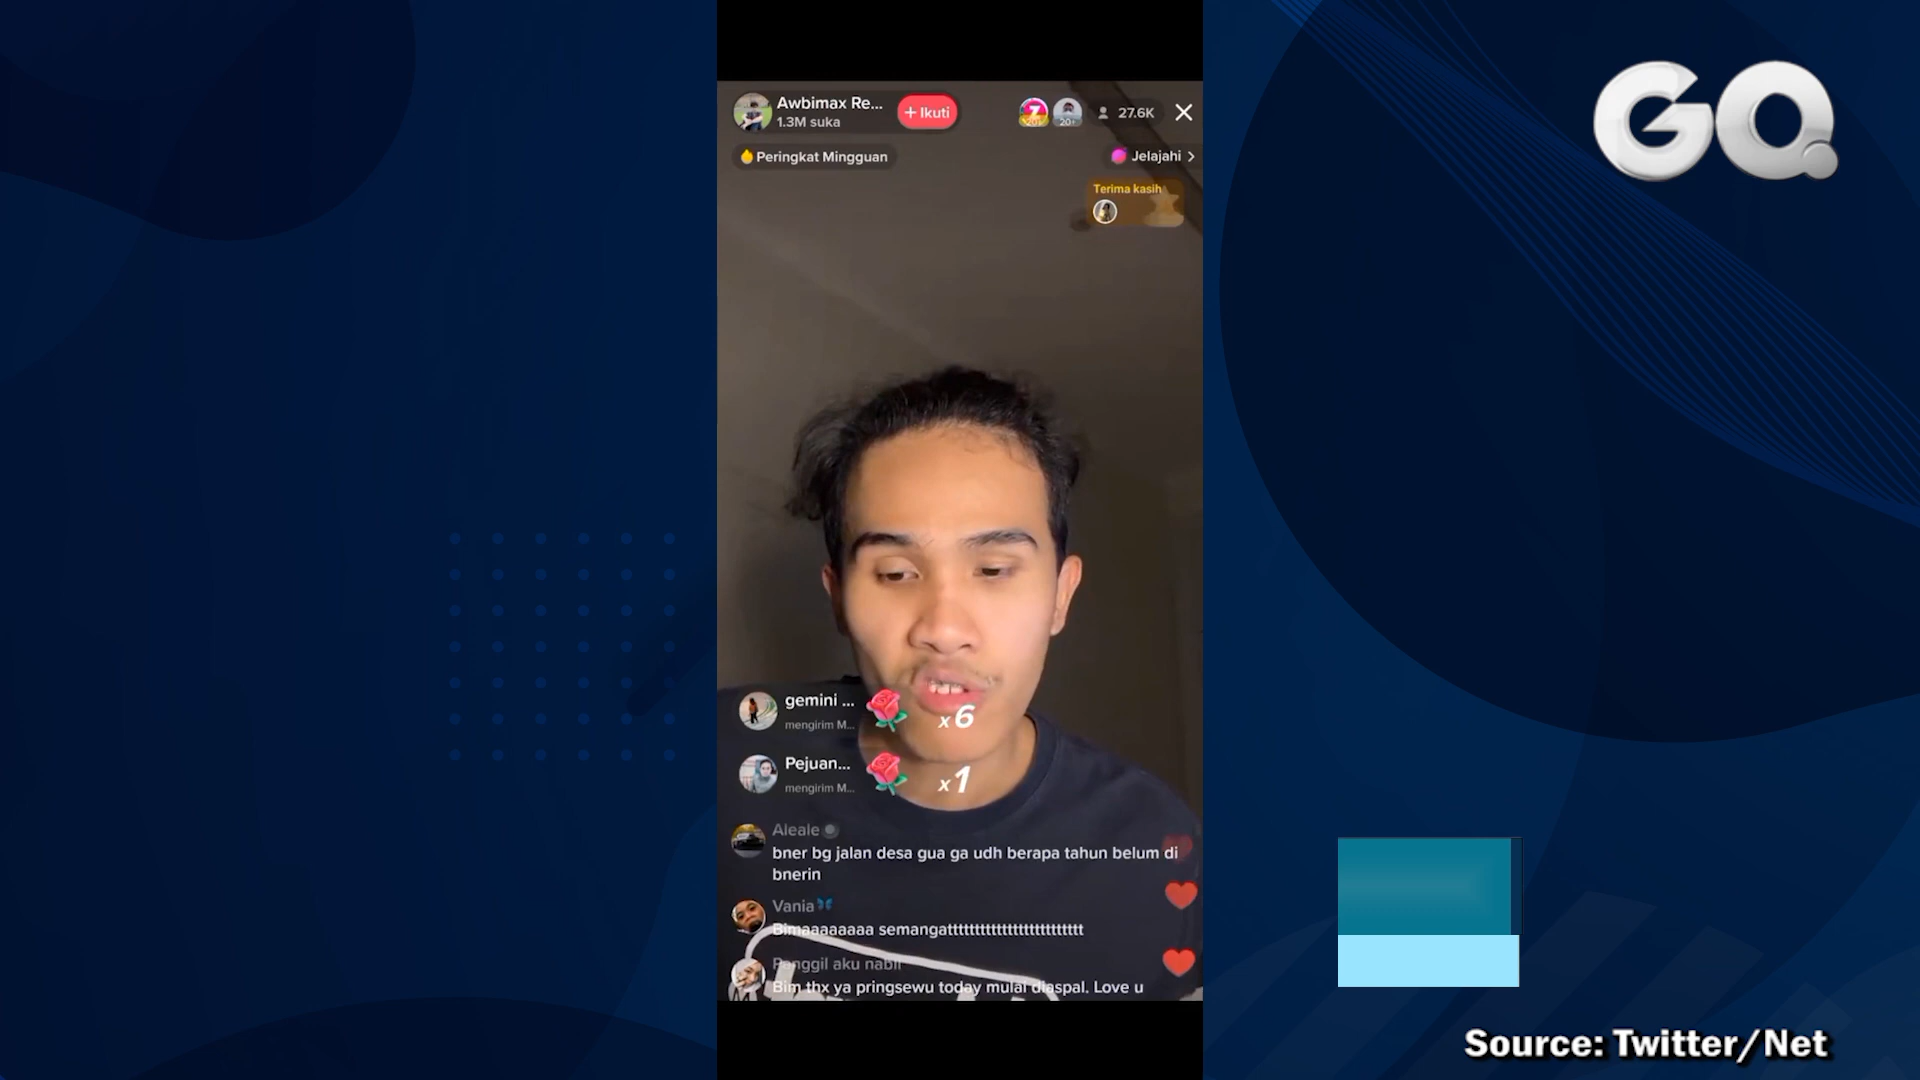 GQ
Awbimax Re...
+ Ikuti
1.3M suka
20+
20+
27.6K
Peringkat Mingguan
Jelajahi >
Terima kasih
gemini ...
mengirim M...
x6
Pejuan...
mengirim M...
x1
Aleale
bner bg jalan desa gua ga udh berapa tahun belum di
bnerin
Vania
Bimaaaaaaaa semangattttttttttttttttttttttttt
Panggil aku nabil
Bim thx ya pringsewu today mulai diaspal. Love u
Source: Twitter/Net